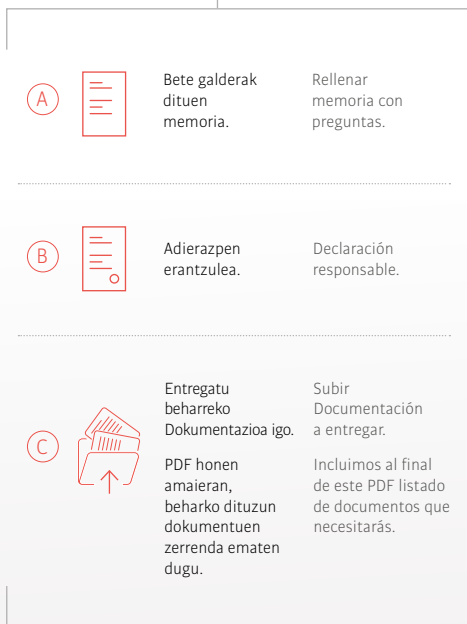 A
Bete galderak
dituen
memoria.
Rellenar
memoria con
preguntas.
B
Adierazpen
erantzulea.
Declaración
responsable.
C
Entregatu
beharreko
Dokumentazioa igo.
PDF honen
amaieran,
beharko dituzun
dokumentuen
zerrenda ematen
dugu.
Subir
Documentación
a entregar.
Incluimos al final
de este PDF listado
de documentos que
necesitarás.